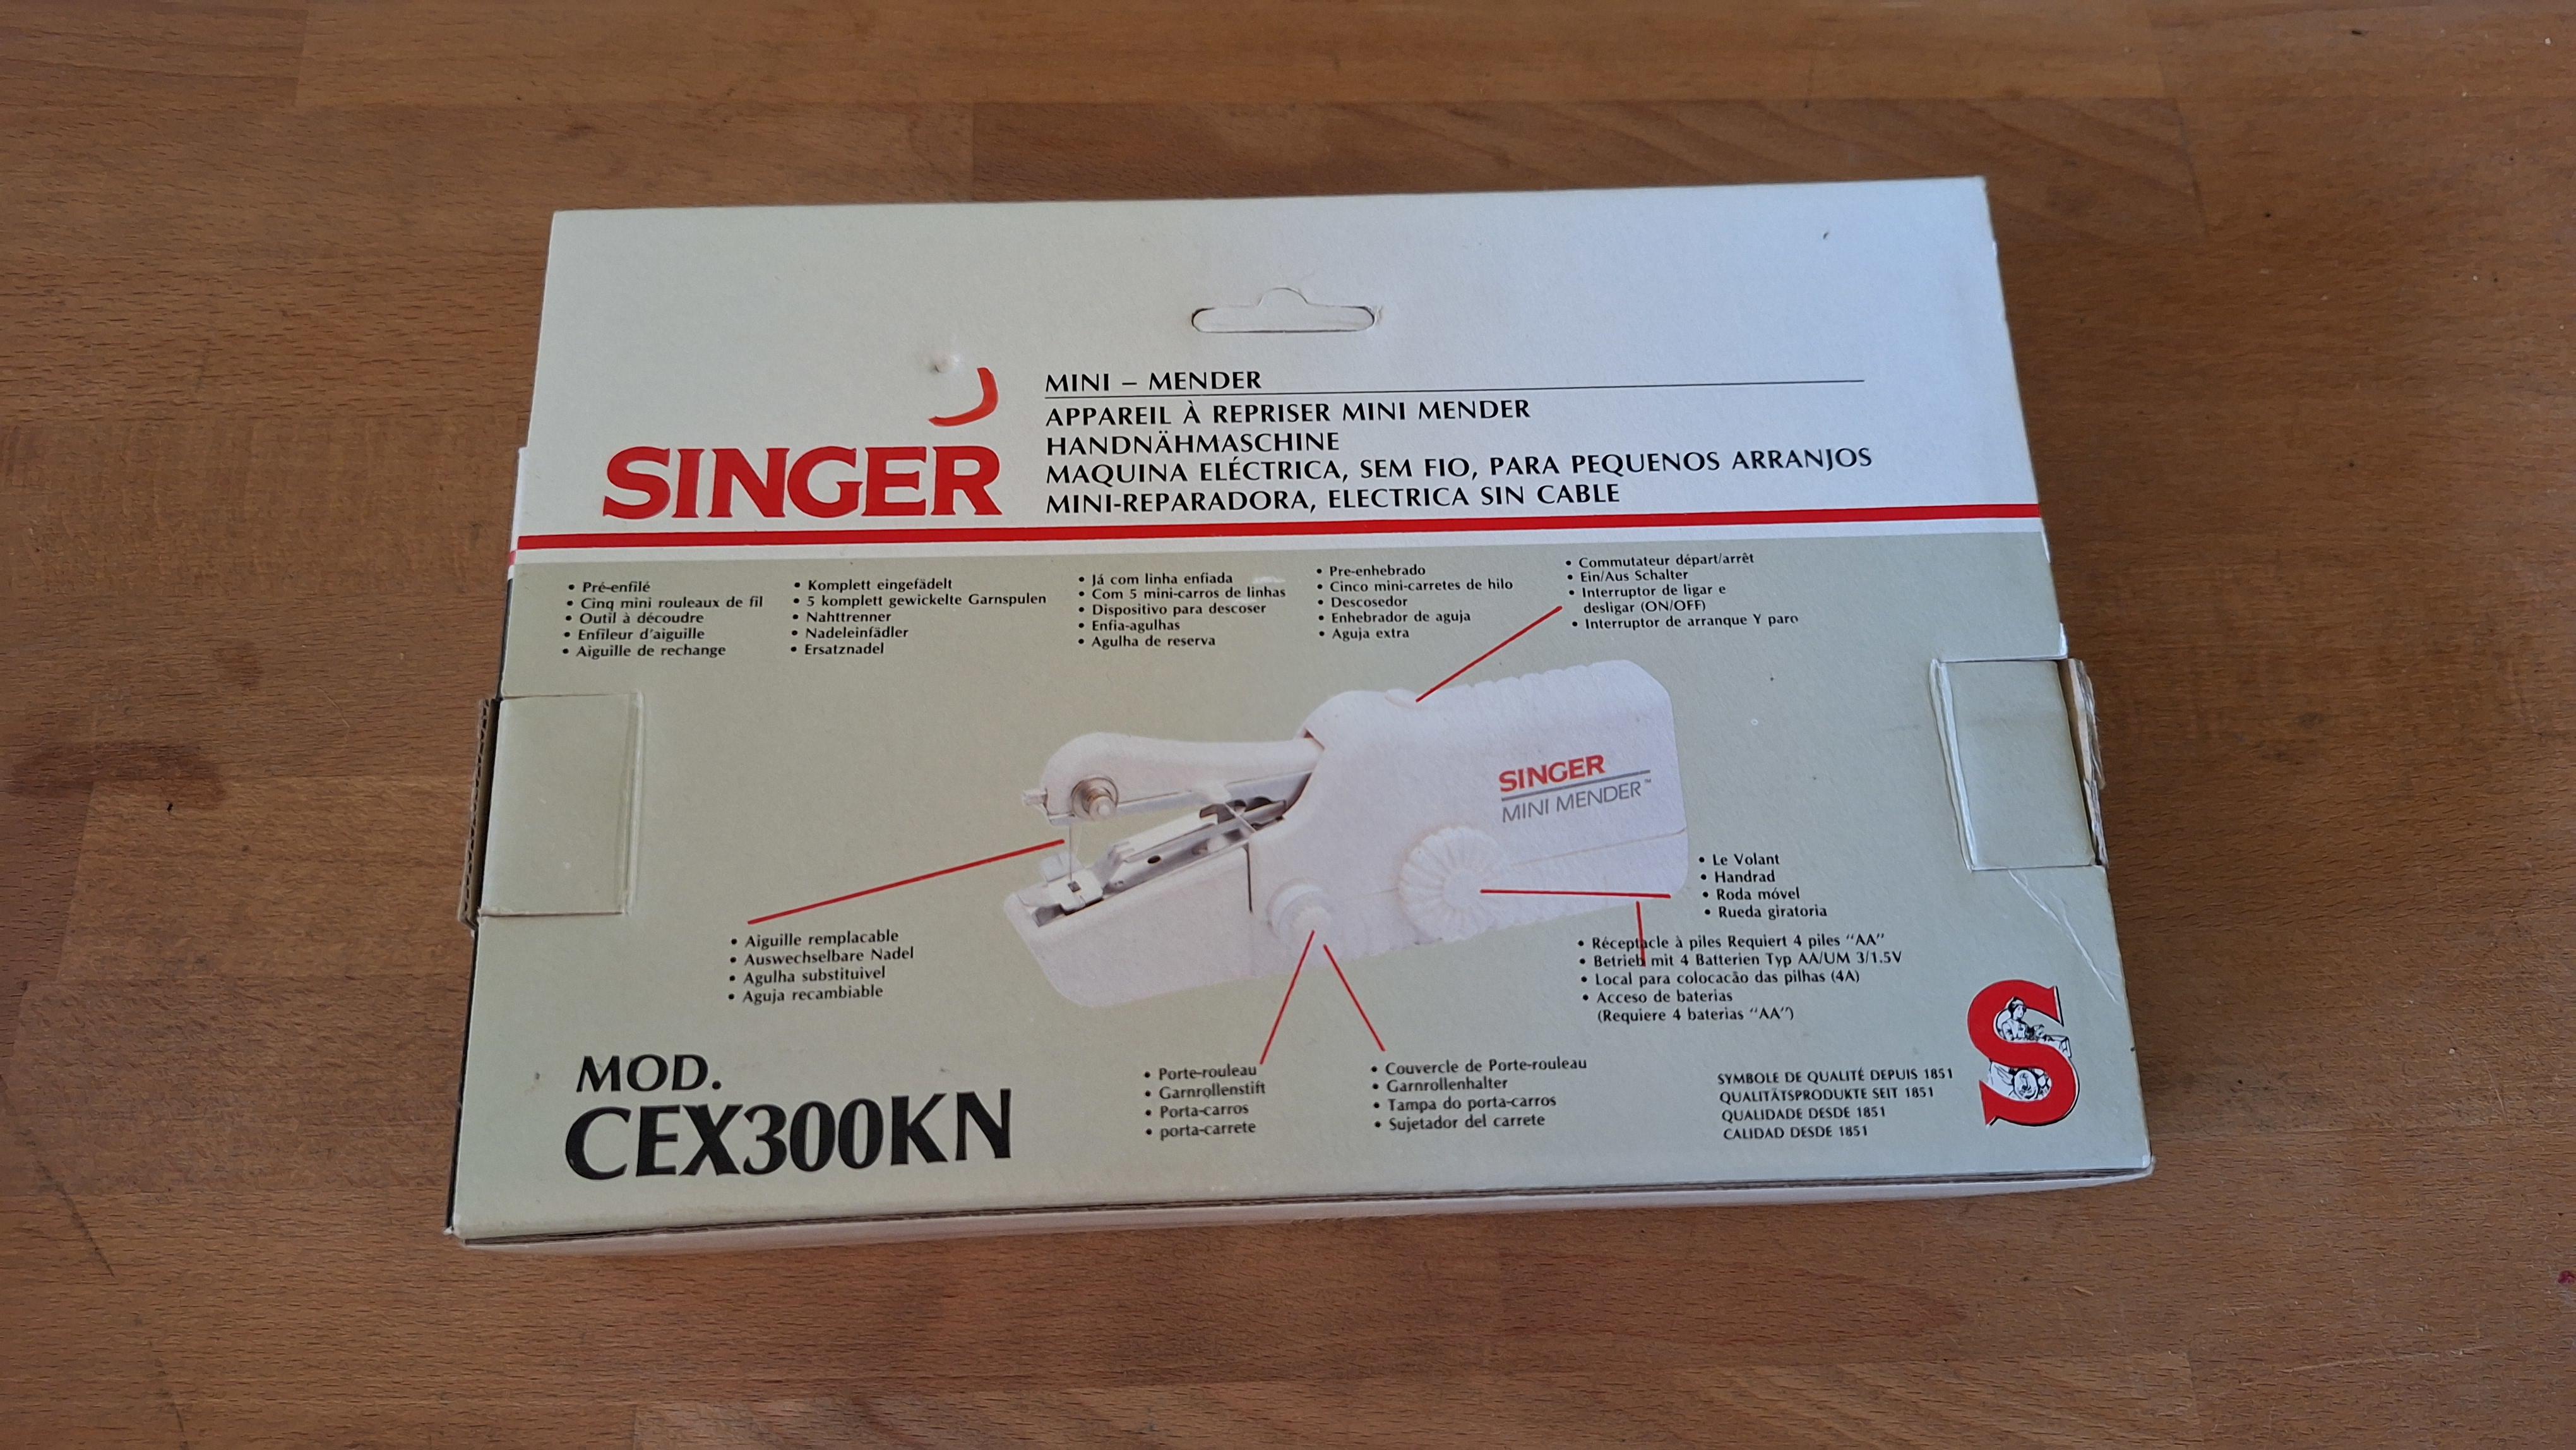 MINI – MENDER
APPAREIL À REPRISER MINI MENDER
HANDNÄHMASCHINE
MAQUINA ELÉCTRICA, SEM FIO, PARA PEQUENOS ARRANJOS
MINI-REPARADORA, ELECTRICA SIN CABLE
SINGER
• Pré-enfilé
• Cinq mini rouleaux de fil
• Outil à découdre
• Enfileur d'aiguille
• Aiguille de rechange
• Komplett eingefädelt
• 5 komplett gewickelte Garnspulen
• Nahttrenner
• Nadeleinfädler
• Ersatznadel
• Já com linha enfiada
• Com 5 mini-carros de linhas
• Dispositivo para descoser
• Enfia-agulhas
• Agulha de reserva
• Pre-enhebrado
• Cinco mini-carretes de hilo
• Descosedor
• Enhebrador de aguja
• Aguja extra
• Commutateur départ/arrêt
• Ein/Aus Schalter
• Interruptor de ligar e
desligar (ON/OFF)
• Interruptor de arranque Y paro
SINGER
MINI MENDER™
• Le Volant
• Handrad
• Roda móvel
• Rueda giratoria
• Aiguille remplacable
• Auswechselbare Nadel
• Agulha substituivel
• Aguja recambiable
• Réceptacle à piles Requiert 4 piles "AA"
• Betrieb mit 4 Batterien Typ AA/UM 3/1.5V
• Local para colocacão das pilhas (4A)
• Acceso de baterias
(Requiere 4 baterias "AA")
MOD.
CEX300KN
• Porte-rouleau
• Garnrollenstift
• Porta-carros
• porta-carrete
• Couvercle de Porte-rouleau
• Garnrollenhalter
• Tampa do porta-carros
• Sujetador del carrete
SYMBOLE DE QUALITÉ DEPUIS 1851
QUALITÄTSPRODUKTE SEIT 1851
QUALIDADE DESDE 1851
CALIDAD DESDE 1851
S